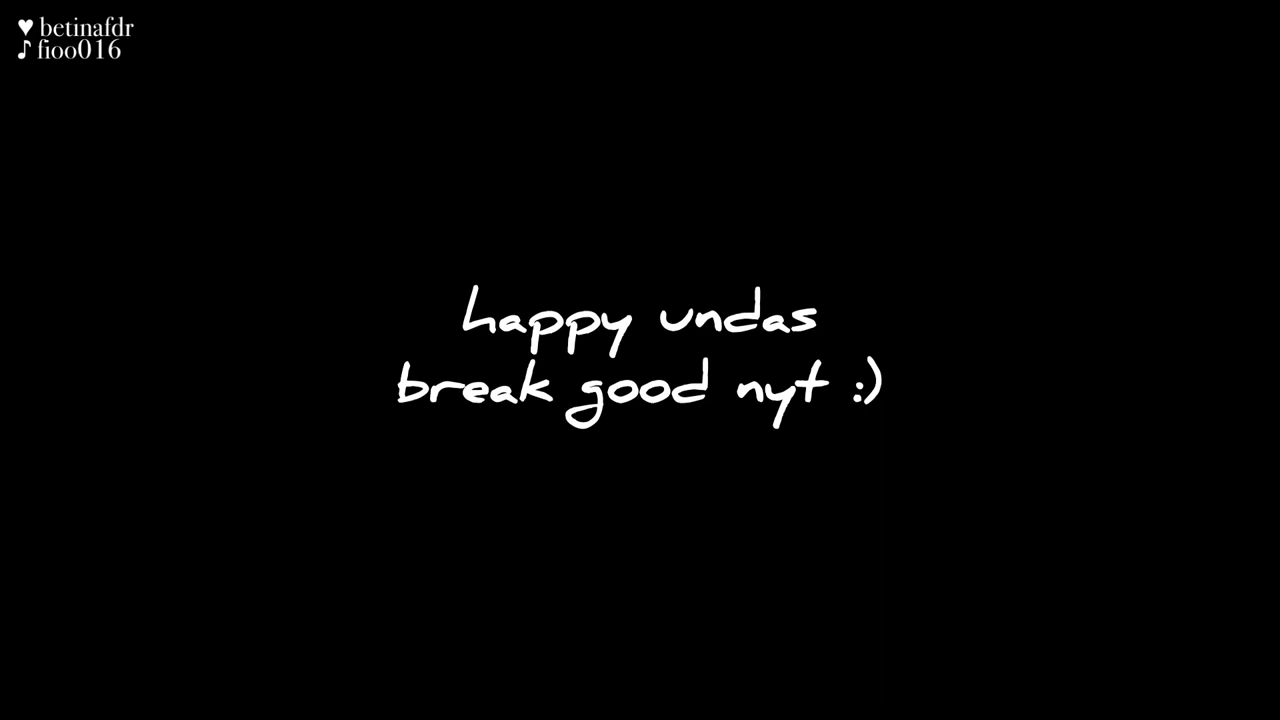 ♥ betinafdr
♪ fioo016
happy undas
break good nyt :)